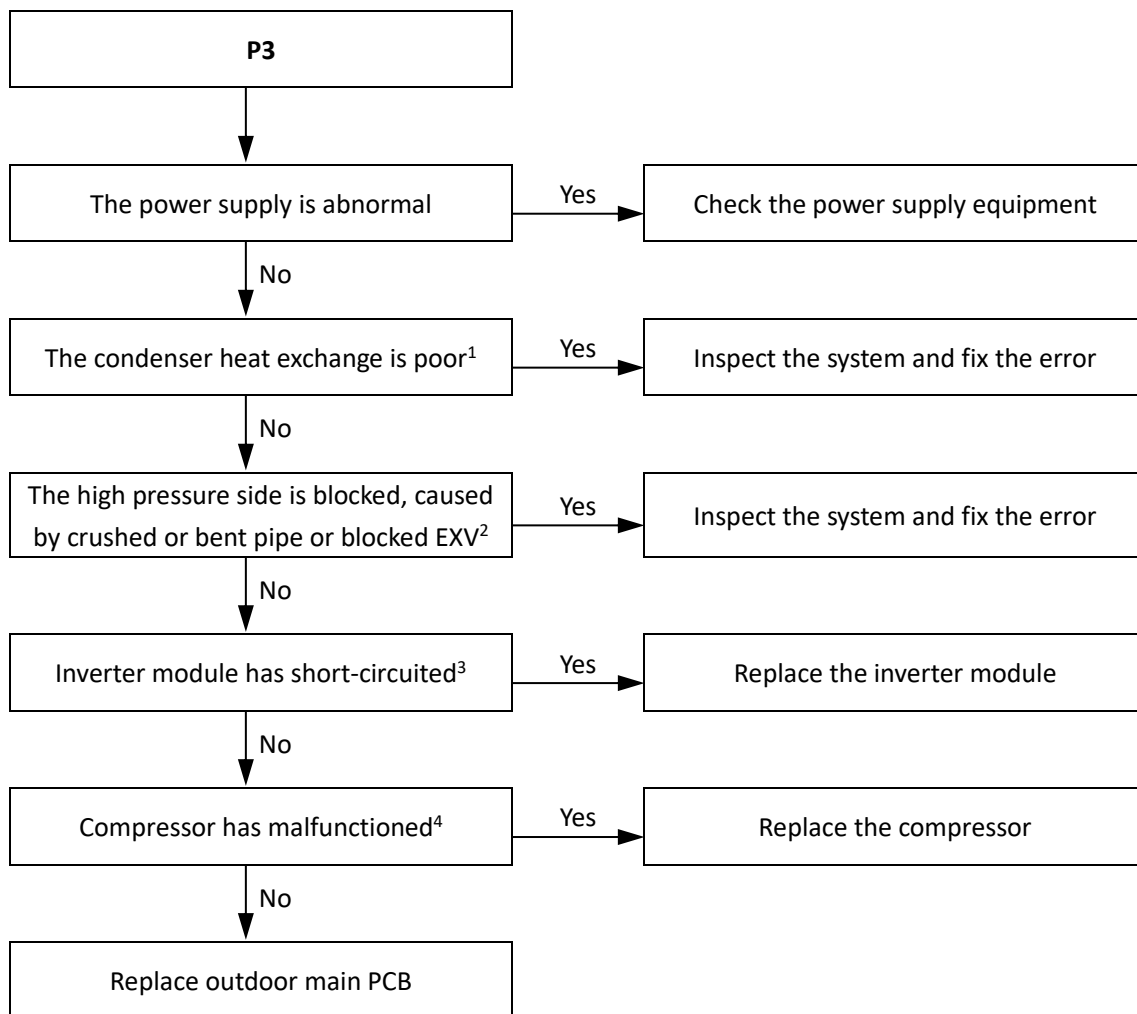 P3
The power supply is abnormal
Yes
Check the power supply equipment
No
The condenser heat exchange is poor¹
Yes
Inspect the system and fix the error
No
The high pressure side is blocked, caused
by crushed or bent pipe or blocked EXV²
Yes
Inspect the system and fix the error
No
Inverter module has short-circuited³
Yes
Replace the inverter module
No
Compressor has malfunctioned⁴
Yes
Replace the compressor
No
Replace outdoor main PCB